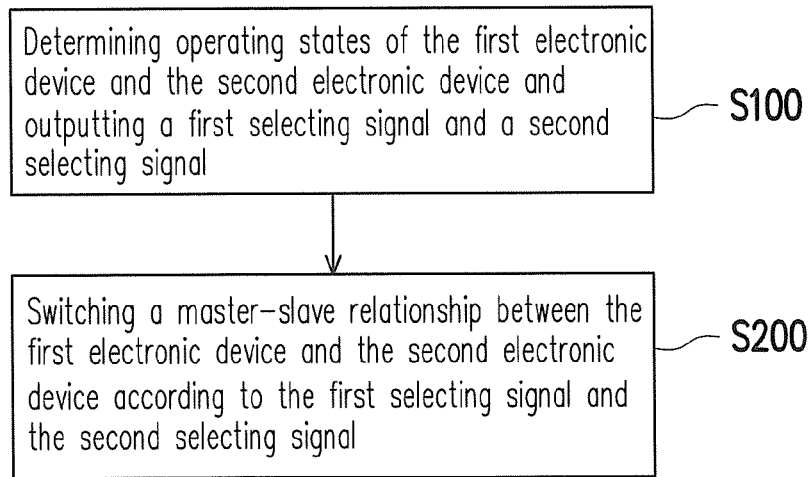 Determining operating states of the first electronic
device and the second electronic device and
outputting a first selecting signal and a second
selecting signal
S100
Switching a master-slave relationship between the
first electronic device and the second electronic
device according to the first selecting signal and
the second selecting signal
S200